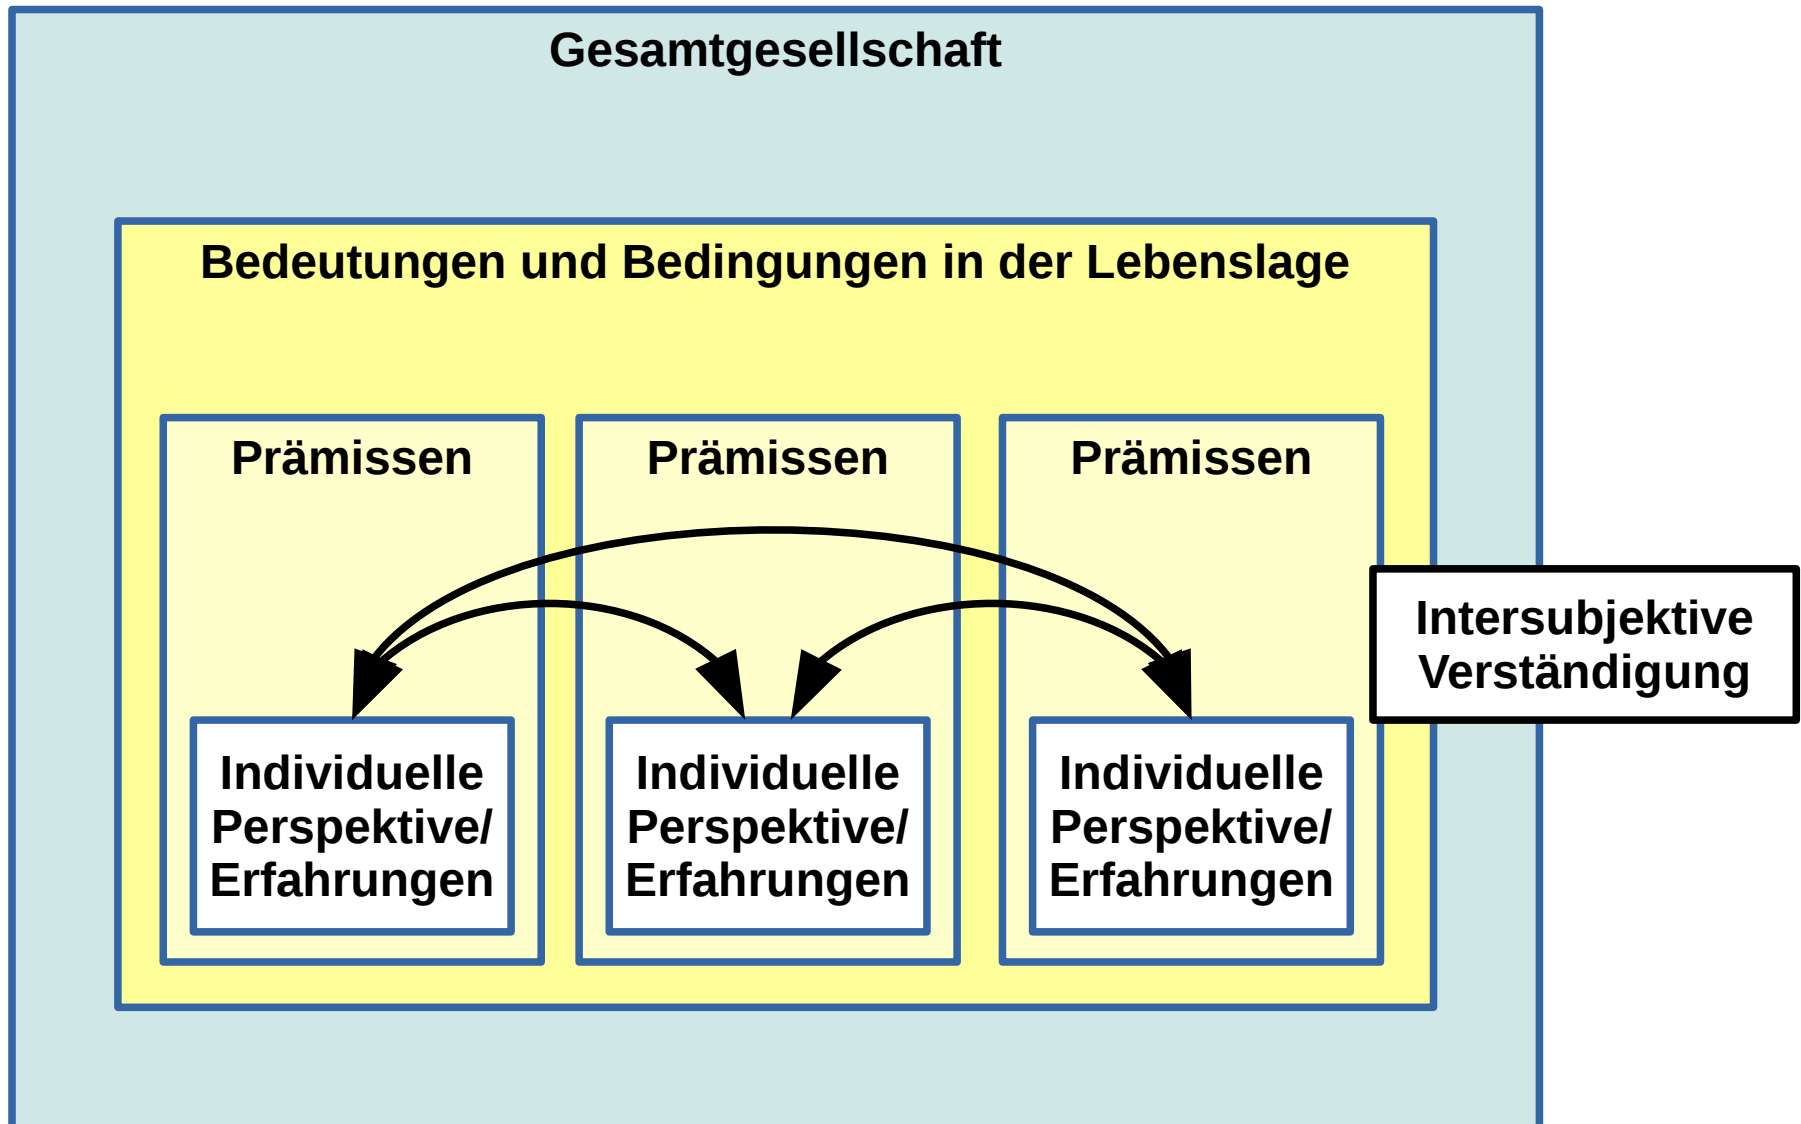 Gesamtgesellschaft
Bedeutungen und Bedingungen in der Lebenslage
Prämissen
Prämissen
Prämissen
Intersubjektive
Verständigung
Individuelle
Perspektive/
Erfahrungen
Individuelle
Perspektive/
Erfahrungen
Individuelle
Perspektive/
Erfahrungen